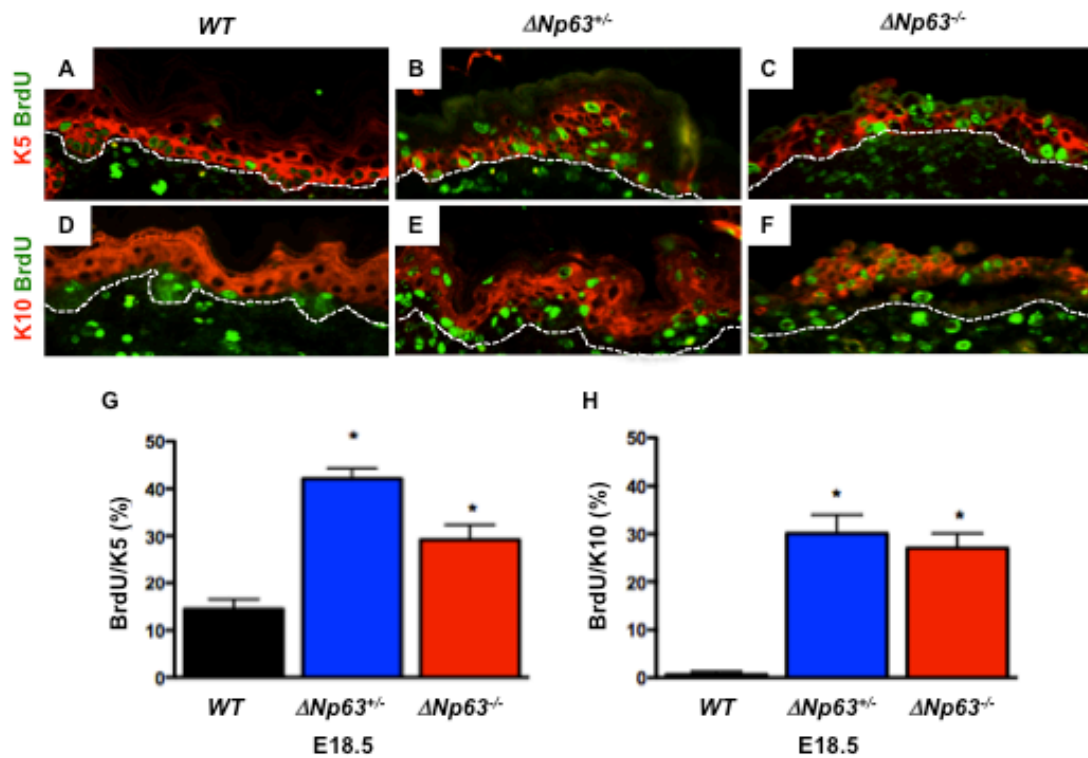 WT ΔNp63+/- ΔNp63-/-
K5 BrdU
A B C
K10 BrdU
D E F
G
BrdU/K5 (%)
50
40
30
20
10
0
* *
WT ΔNp63+/- ΔNp63-/-
E18.5
H
BrdU/K10 (%)
50
40
30
20
10
0
* *
WT ΔNp63+/- ΔNp63-/-
E18.5